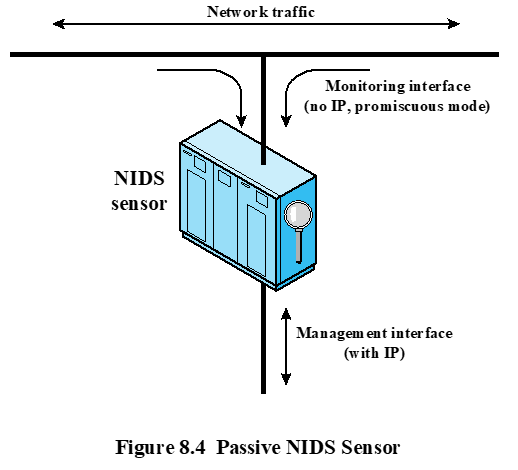 Network traffic
Monitoring interface
(no IP, promiscuous mode)
NIDS
sensor
Management interface
(with IP)
Figure 8.4 Passive NIDS Sensor